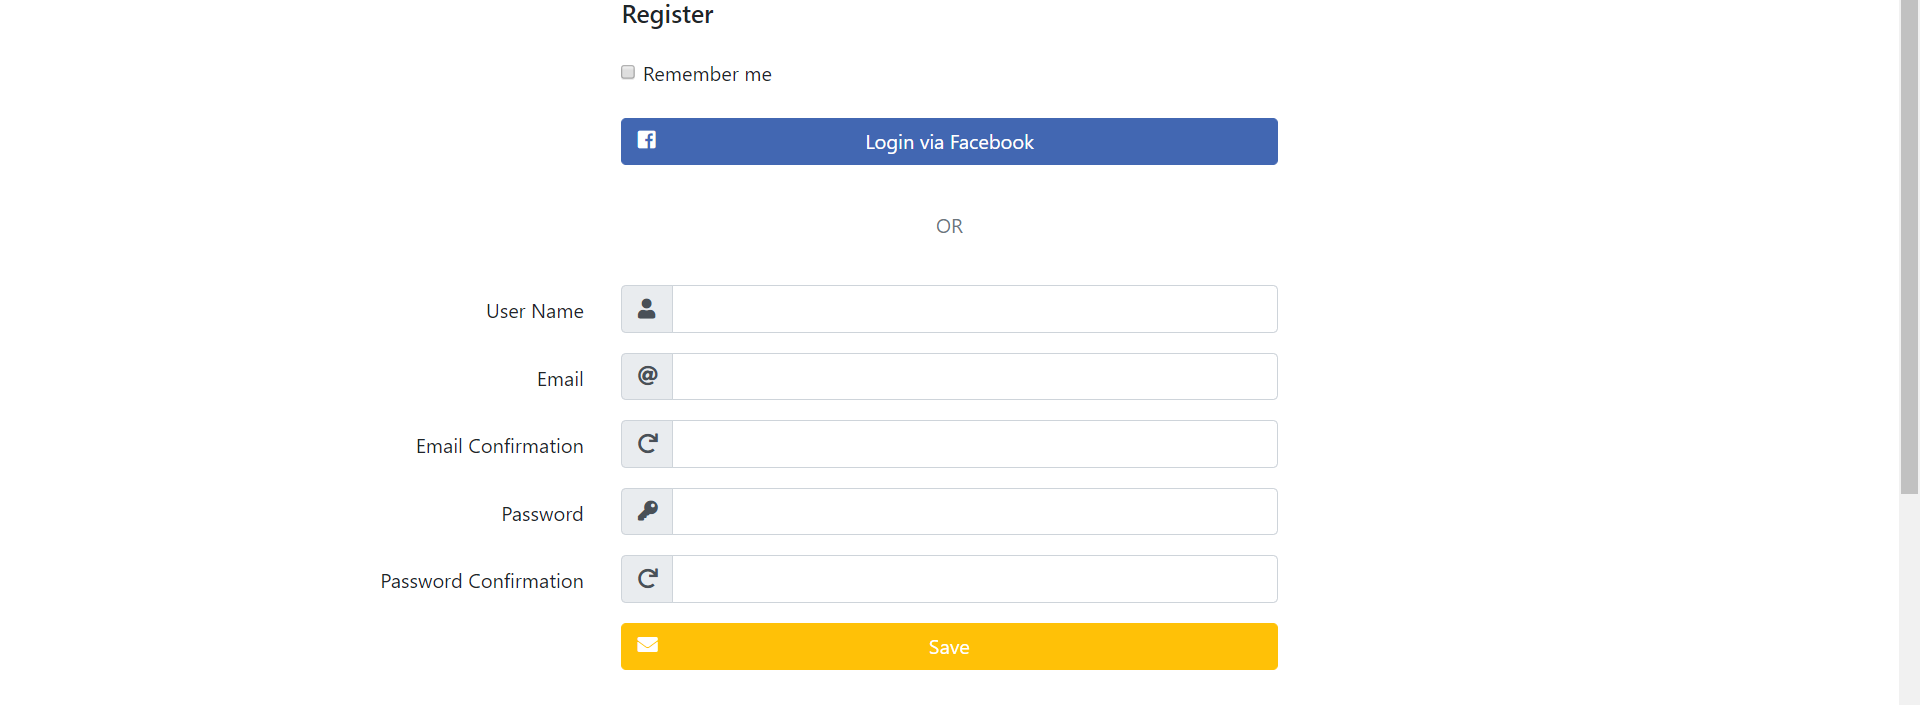 Register
Remember me
Login via Facebook
OR
User Name
Email
@
Email Confirmation
Password
Password Confirmation
Save